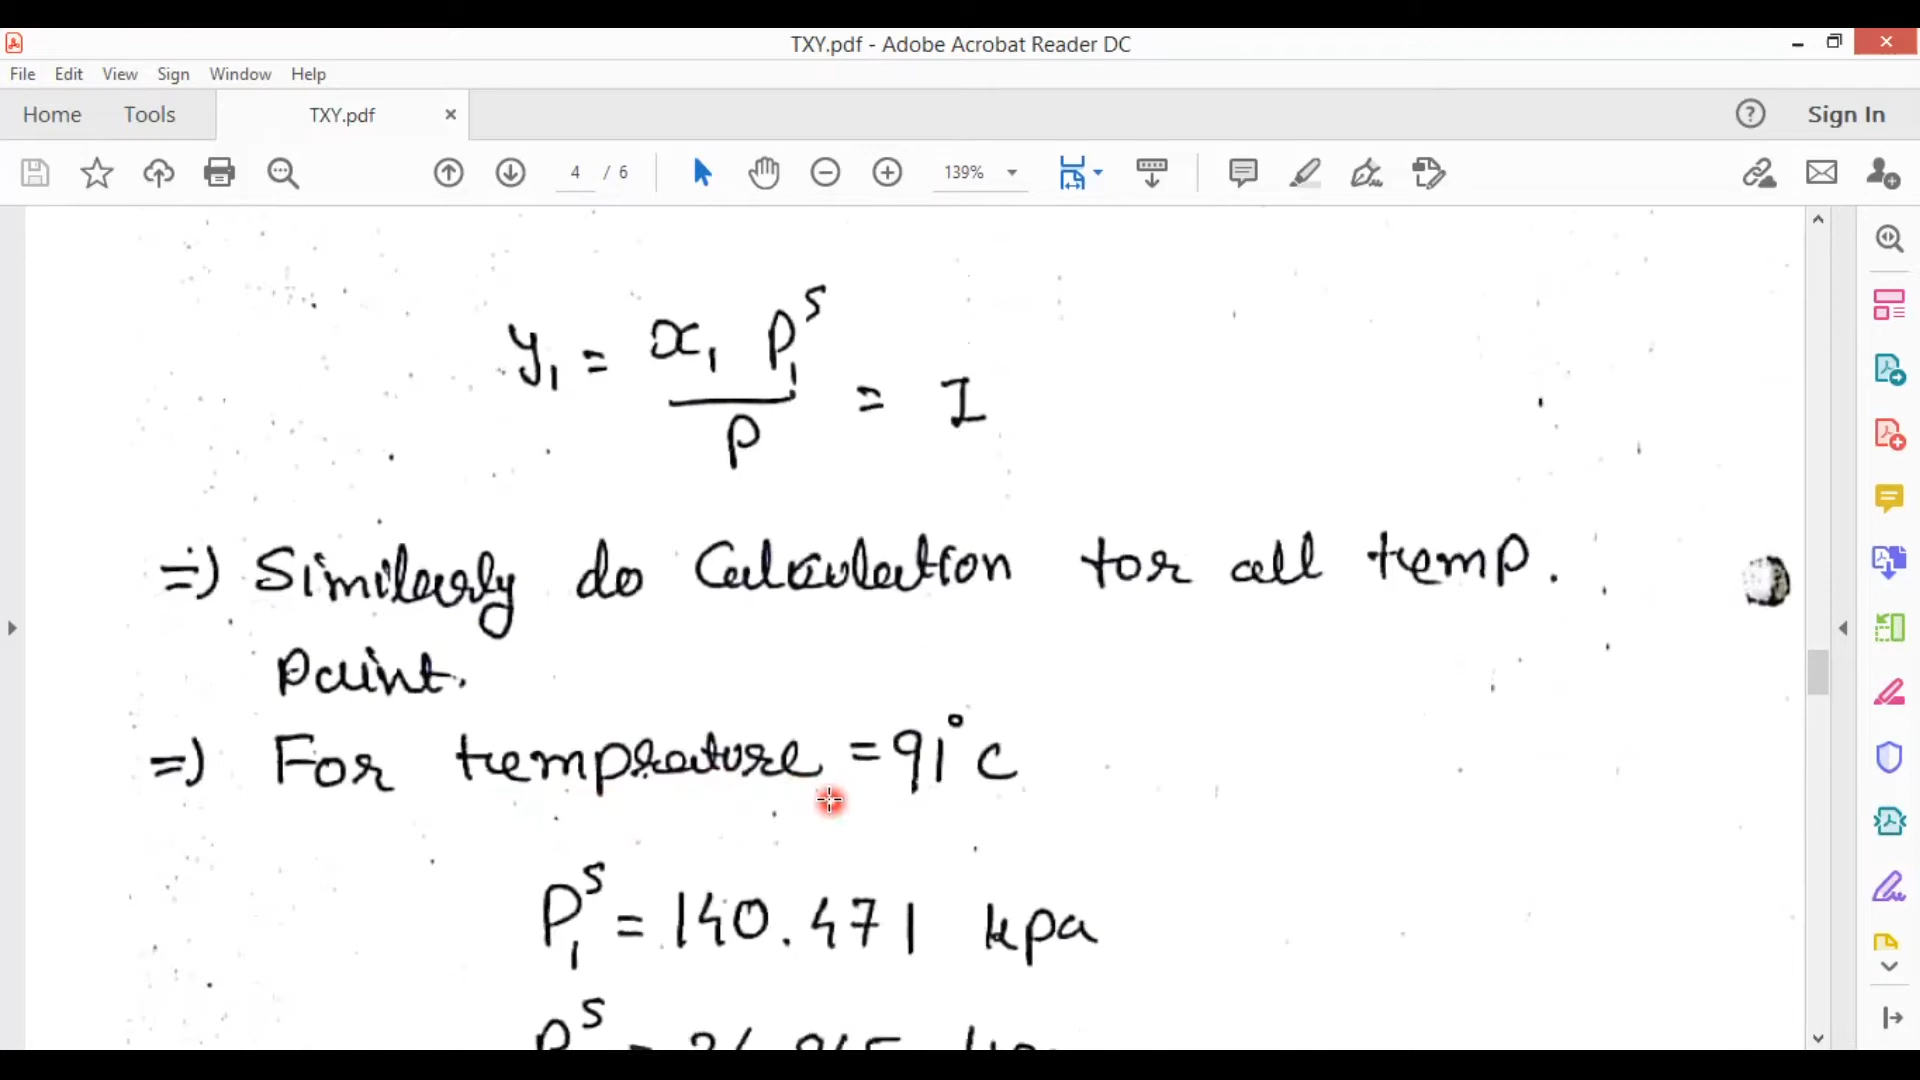 TXY.pdf - Adobe Acrobat Reader DC
File Edit View Sign Window Help
Home Tools TXY.pdf × ? Sign In
4 / 6 139%
y₁ = x₁ P₁ˢ / P = 1
=) Similarly do Calculation for all temp.
Point.
=) For temprature = 91°c
P₁ˢ = 140.471 kpa
Pˢ =